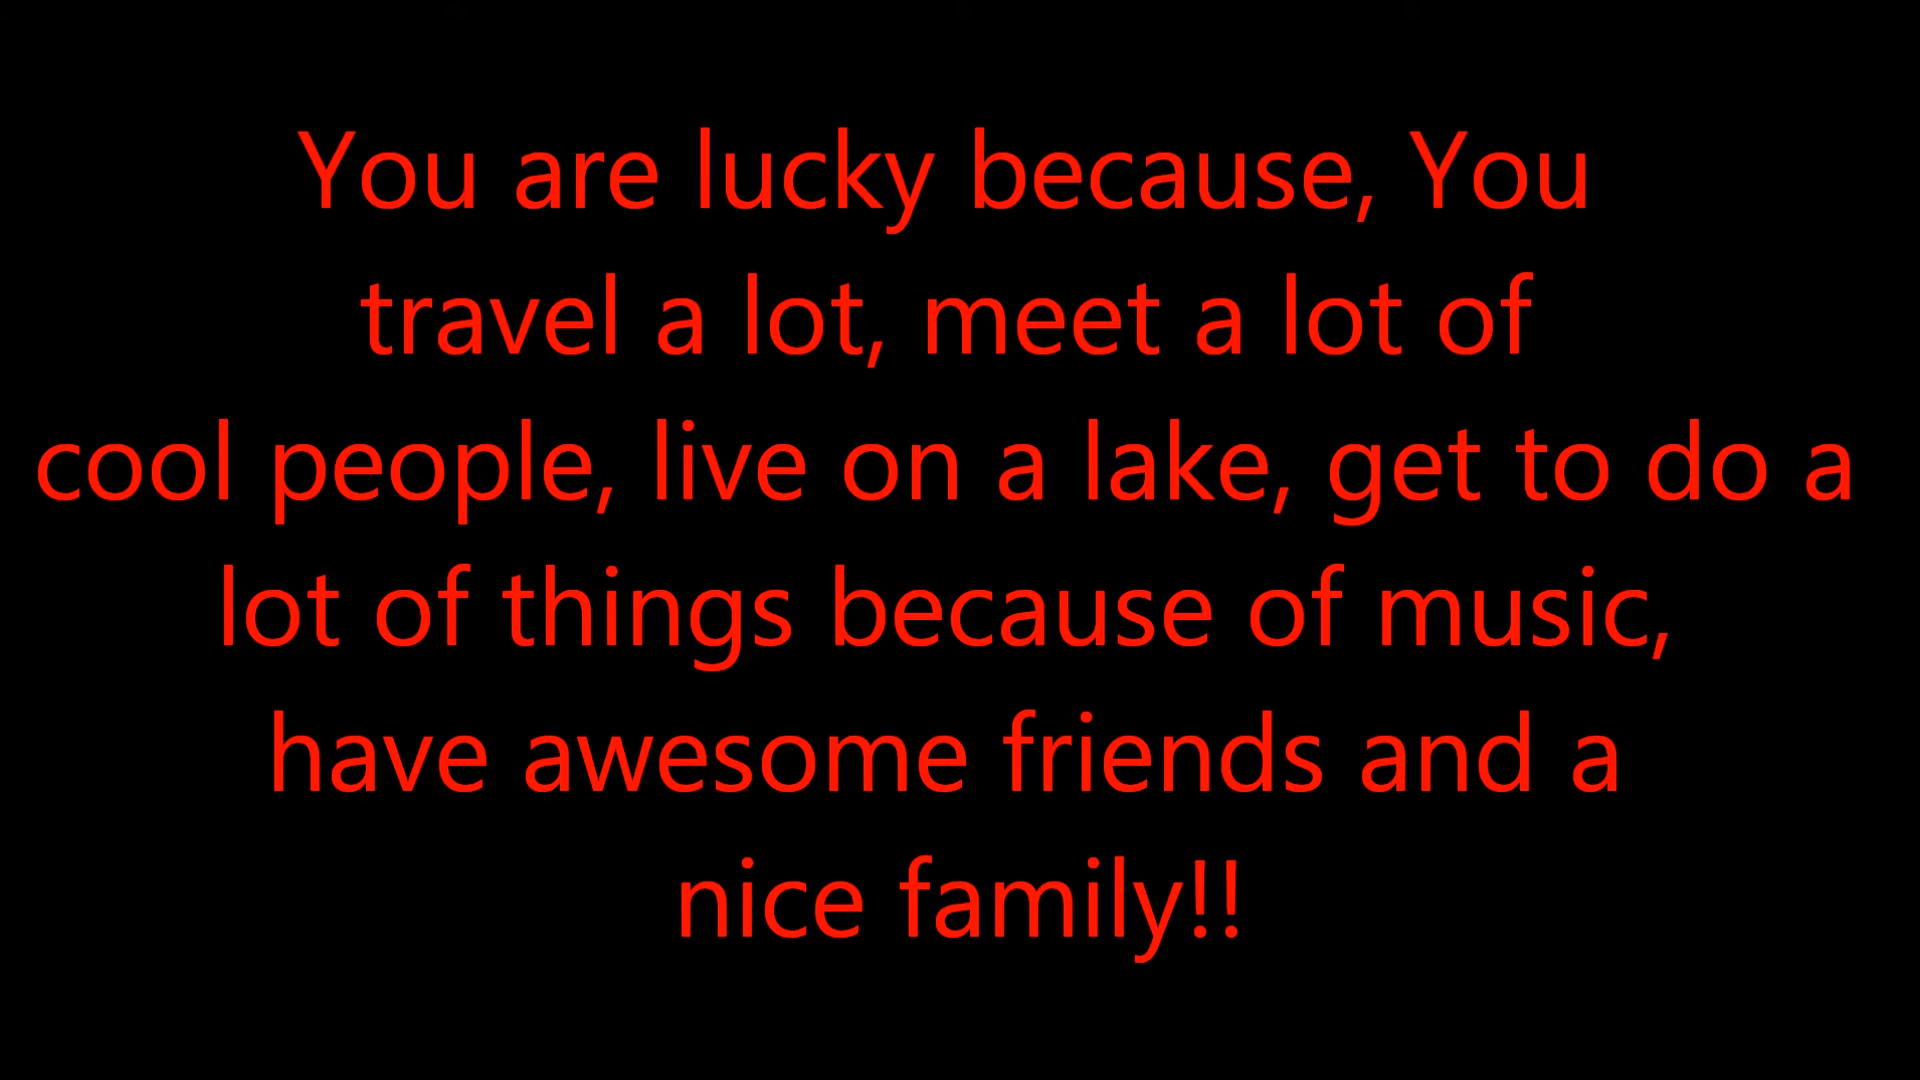 You are lucky because, You
travel a lot, meet a lot of
cool people, live on a lake, get to do a
lot of things because of music,
have awesome friends and a
nice family!!